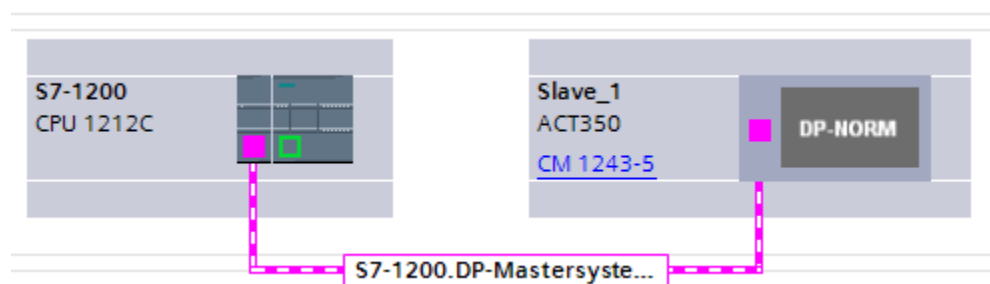 S7-1200
CPU 1212C
Slave_1
ACT350
CM 1243-5
DP-NORM
S7-1200.DP-Mastersyste...